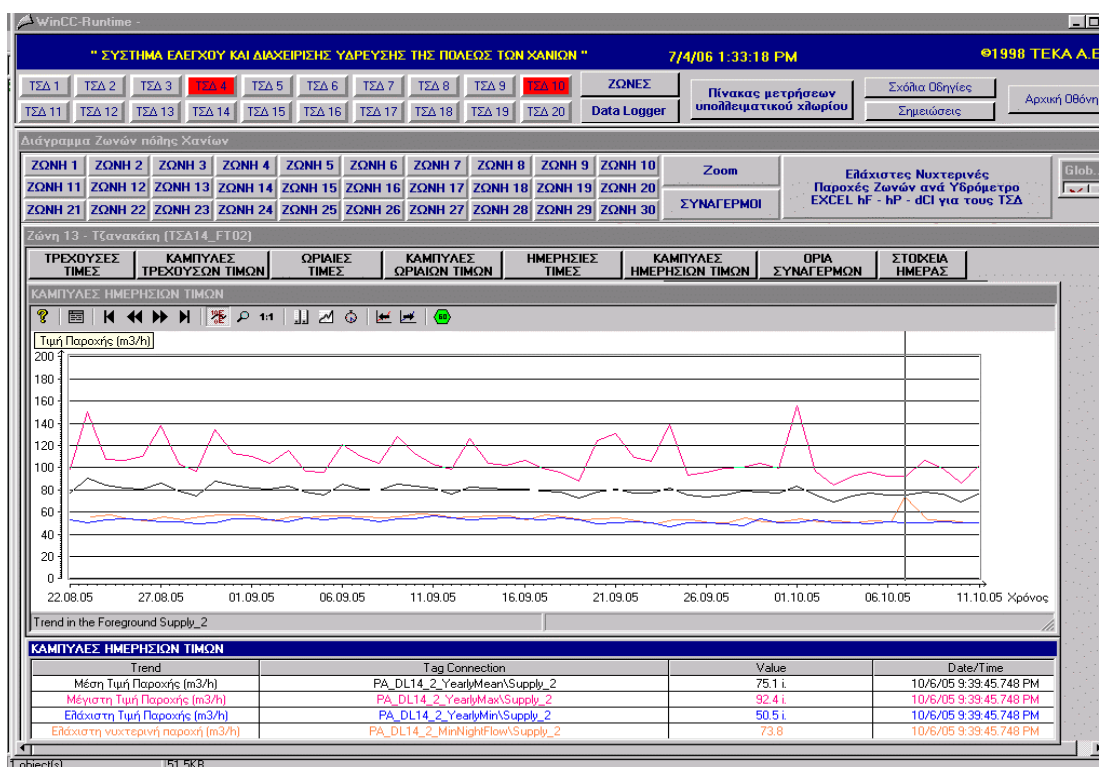 WinCC-Runtime -
" ΣΥΣΤΗΜΑ ΕΛΕΓΧΟΥ ΚΑΙ ΔΙΑΧΕΙΡΙΣΗΣ ΥΔΡΕΥΣΗΣ ΤΗΣ ΠΟΛΕΩΣ ΤΩΝ ΧΑΝΙΩΝ " 7/4/06 1:33:18 PM ©1998 ΤΕΚΑ Α.Ε
ΤΣΔ 1 ΤΣΔ 2 ΤΣΔ 3 ΤΣΔ 4 ΤΣΔ 5 ΤΣΔ 6 ΤΣΔ 7 ΤΣΔ 8 ΤΣΔ 9 ΤΣΔ 10 ΖΩΝΕΣ
ΤΣΔ 11 ΤΣΔ 12 ΤΣΔ 13 ΤΣΔ 14 ΤΣΔ 15 ΤΣΔ 16 ΤΣΔ 17 ΤΣΔ 18 ΤΣΔ 19 ΤΣΔ 20 Data Logger
Πίνακας μετρήσεων
υπολλειματικού χλωρίου
Σχόλια Οδηγίες
Σημειώσεις
Αρχική Οθόνη
Διάγραμμα Ζωνών πόλης Χανίων
ΖΩΝΗ 1 ΖΩΝΗ 2 ΖΩΝΗ 3 ΖΩΝΗ 4 ΖΩΝΗ 5 ΖΩΝΗ 6 ΖΩΝΗ 7 ΖΩΝΗ 8 ΖΩΝΗ 9 ΖΩΝΗ 10
ΖΩΝΗ 11 ΖΩΝΗ 12 ΖΩΝΗ 13 ΖΩΝΗ 14 ΖΩΝΗ 15 ΖΩΝΗ 16 ΖΩΝΗ 17 ΖΩΝΗ 18 ΖΩΝΗ 19 ΖΩΝΗ 20
ΖΩΝΗ 21 ΖΩΝΗ 22 ΖΩΝΗ 23 ΖΩΝΗ 24 ΖΩΝΗ 25 ΖΩΝΗ 26 ΖΩΝΗ 27 ΖΩΝΗ 28 ΖΩΝΗ 29 ΖΩΝΗ 30
Zoom
ΣΥΝΑΓΕΡΜΟΙ
Ελάχιστες Νυχτερινές
Παροχές Ζωνών ανά Υδρόμετρο
EXCEL hF - hP - dCl για τους ΤΣΔ
Glob..
Ζώνη 13 - Τζανακάκη (ΤΣΔ14_FT02)
ΤΡΕΧΟΥΣΕΣ ΤΙΜΕΣ
ΚΑΜΠΥΛΕΣ ΤΡΕΧΟΥΣΩΝ ΤΙΜΩΝ
ΩΡΙΑΙΕΣ ΤΙΜΕΣ
ΚΑΜΠΥΛΕΣ ΩΡΙΑΙΩΝ ΤΙΜΩΝ
ΗΜΕΡΗΣΙΕΣ ΤΙΜΕΣ
ΚΑΜΠΥΛΕΣ ΗΜΕΡΗΣΙΩΝ ΤΙΜΩΝ
ΟΡΙΑ ΣΥΝΑΓΕΡΜΩΝ
ΣΤΟΙΧΕΙΑ ΗΜΕΡΑΣ
ΚΑΜΠΥΛΕΣ ΗΜΕΡΗΣΙΩΝ ΤΙΜΩΝ
1:1
Τιμή Παροχής (m3/h)
200
180
160
140
120
100
80
60
40
20
0
22.08.05 27.08.05 01.09.05 06.09.05 11.09.05 16.09.05 21.09.05 26.09.05 01.10.05 06.10.05 11.10.05 Χρόνος
Trend in the Foreground Supply_2
ΚΑΜΠΥΛΕΣ ΗΜΕΡΗΣΙΩΝ ΤΙΜΩΝ
Trend Tag Connection Value Date/Time
Μέση Τιμή Παροχής (m3/h) PA_DL14_2_YearlyMean\Supply_2 75.1 i. 10/6/05 9:39:45.748 PM
Μέγιστη Τιμή Παροχής (m3/h) PA_DL14_2_YearlyMax\Supply_2 92.4 i. 10/6/05 9:39:45.748 PM
Ελάχιστη Τιμή Παροχής (m3/h) PA_DL14_2_YearlyMin\Supply_2 50.5 i. 10/6/05 9:39:45.748 PM
Ελάχιστη νυχτερινή παροχή (m3/h) PA_DL14_2_MinNightFlow\Supply_2 73.8 10/6/05 9:39:45.748 PM
1 object(s) 51.5KB